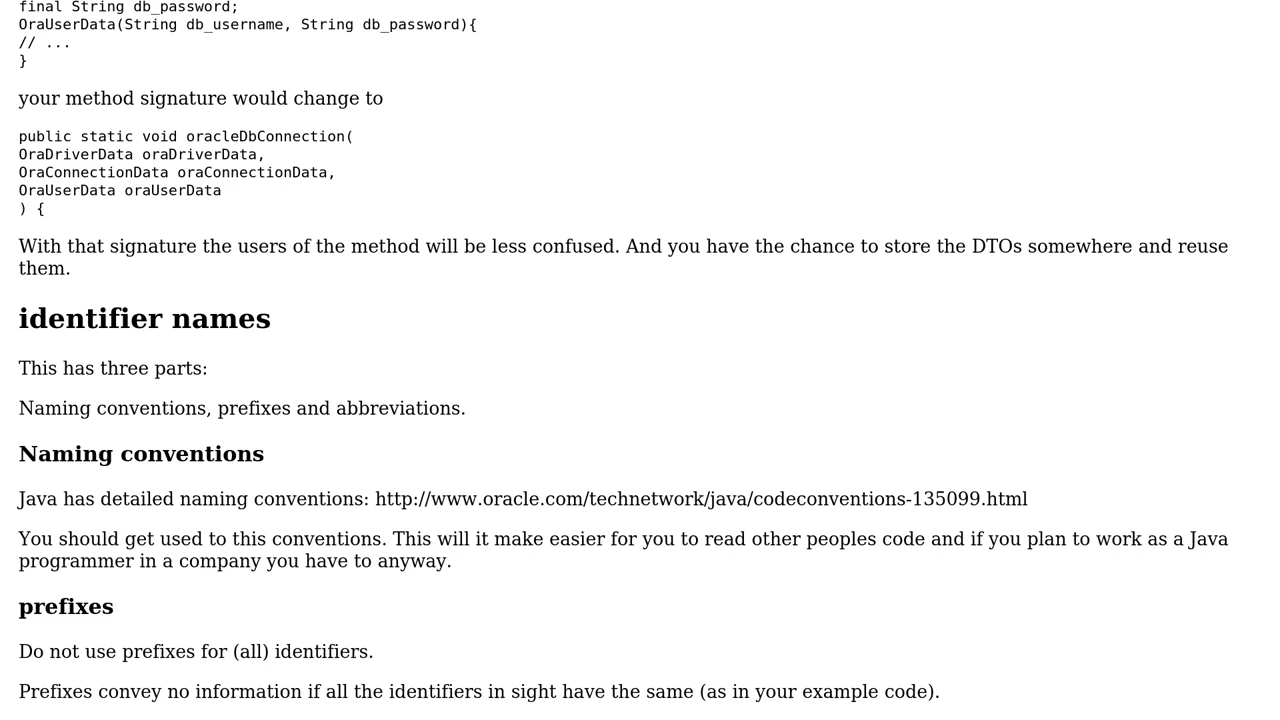 final String db_password;
OraUserData(String db_username, String db_password){
// ...
}
your method signature would change to
public static void oracleDbConnection(
OraDriverData oraDriverData,
OraConnectionData oraConnectionData,
OraUserData oraUserData
) {
With that signature the users of the method will be less confused. And you have the chance to store the DTOs somewhere and reuse
them.
identifier names
This has three parts:
Naming conventions, prefixes and abbreviations.
Naming conventions
Java has detailed naming conventions: http://www.oracle.com/technetwork/java/codeconventions-135099.html
You should get used to this conventions. This will it make easier for you to read other peoples code and if you plan to work as a Java
programmer in a company you have to anyway.
prefixes
Do not use prefixes for (all) identifiers.
Prefixes convey no information if all the identifiers in sight have the same (as in your example code).